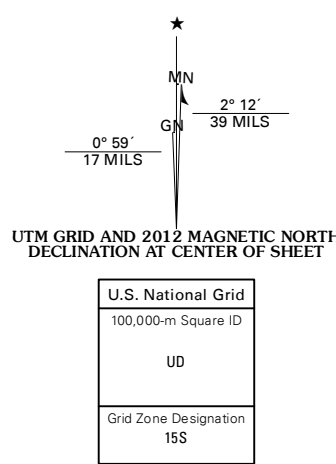 ★
MN
GN
2° 12´
39 MILS
0° 59´
17 MILS
UTM GRID AND 2012 MAGNETIC NORTH
DECLINATION AT CENTER OF SHEET
U.S. National Grid
100,000-m Square ID
UD
Grid Zone Designation
15S